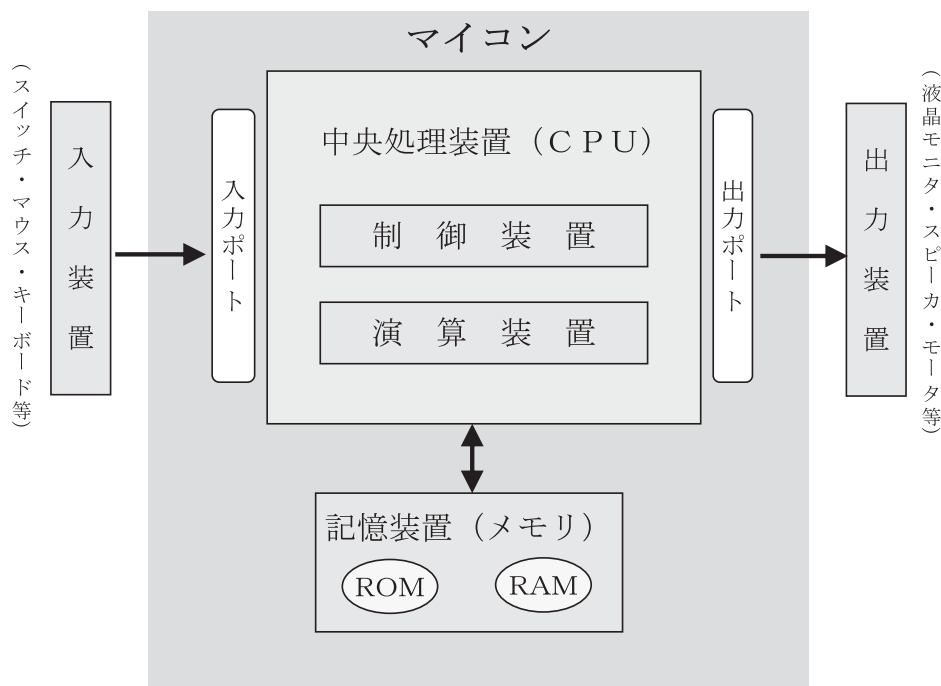 マイコン
(スイッチ・マウス・キーボード等)
入力装置
入力ポート
中央処理装置(CPU)
制御装置
演算装置
出力ポート
出力装置
(液晶モニタ・スピーカ・モータ等)
記憶装置(メモリ)
ROM
RAM